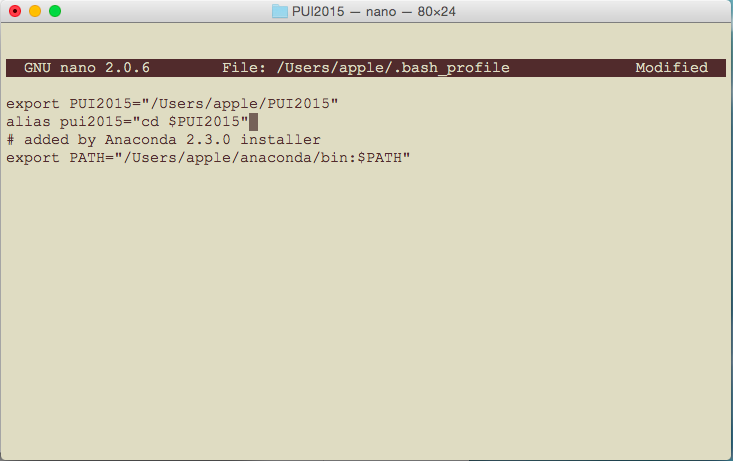 PUI2015 — nano — 80×24
GNU nano 2.0.6 File: /Users/apple/.bash_profile Modified
export PUI2015="/Users/apple/PUI2015"
alias pui2015="cd $PUI2015"
# added by Anaconda 2.3.0 installer
export PATH="/Users/apple/anaconda/bin:$PATH"